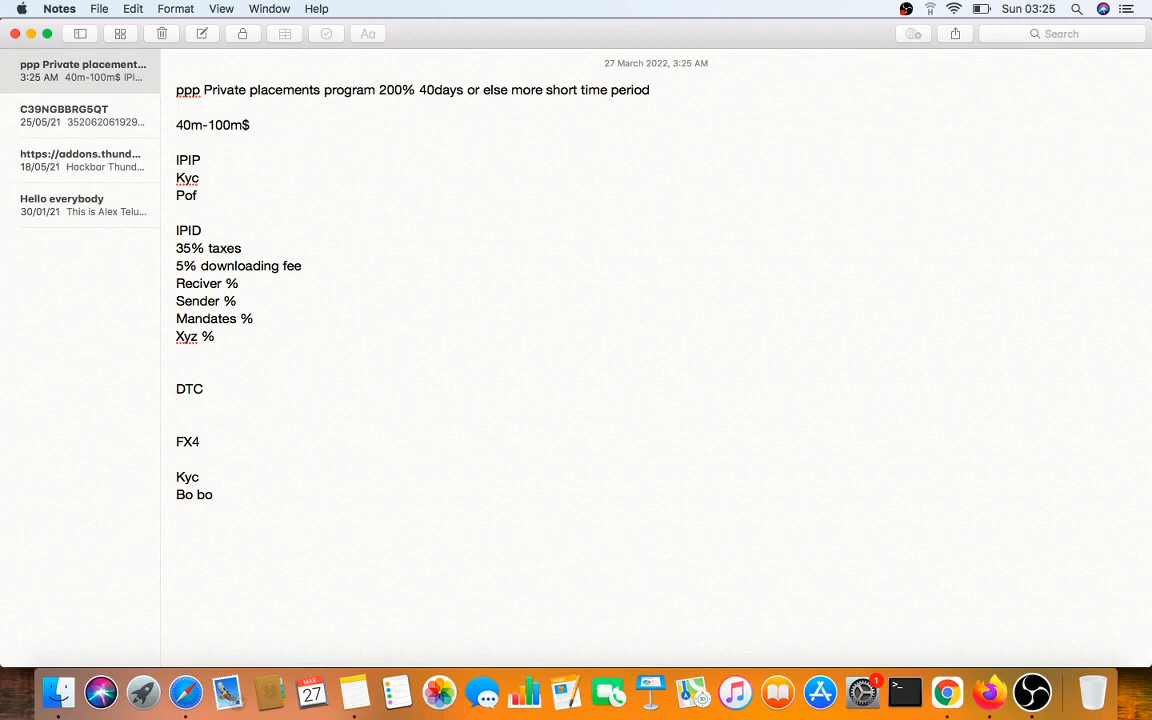 Notes File Edit Format View Window Help
Sun 03:25
Aa
Search
ppp Private placement...
3:25 AM 40m-100m$ IPI...
C39NGBBRG5QT
25/05/21 352062061929...
https://addons.thund...
18/05/21 Hackbar Thund...
Hello everybody
30/01/21 This is Alex Telu...
27 March 2022, 3:25 AM
ppp Private placements program 200% 40days or else more short time period
40m-100m$
IPIP
Kyc
Pof
IPID
35% taxes
5% downloading fee
Reciver %
Sender %
Mandates %
Xyz %
DTC
FX4
Kyc
Bo bo
MAR
27
1